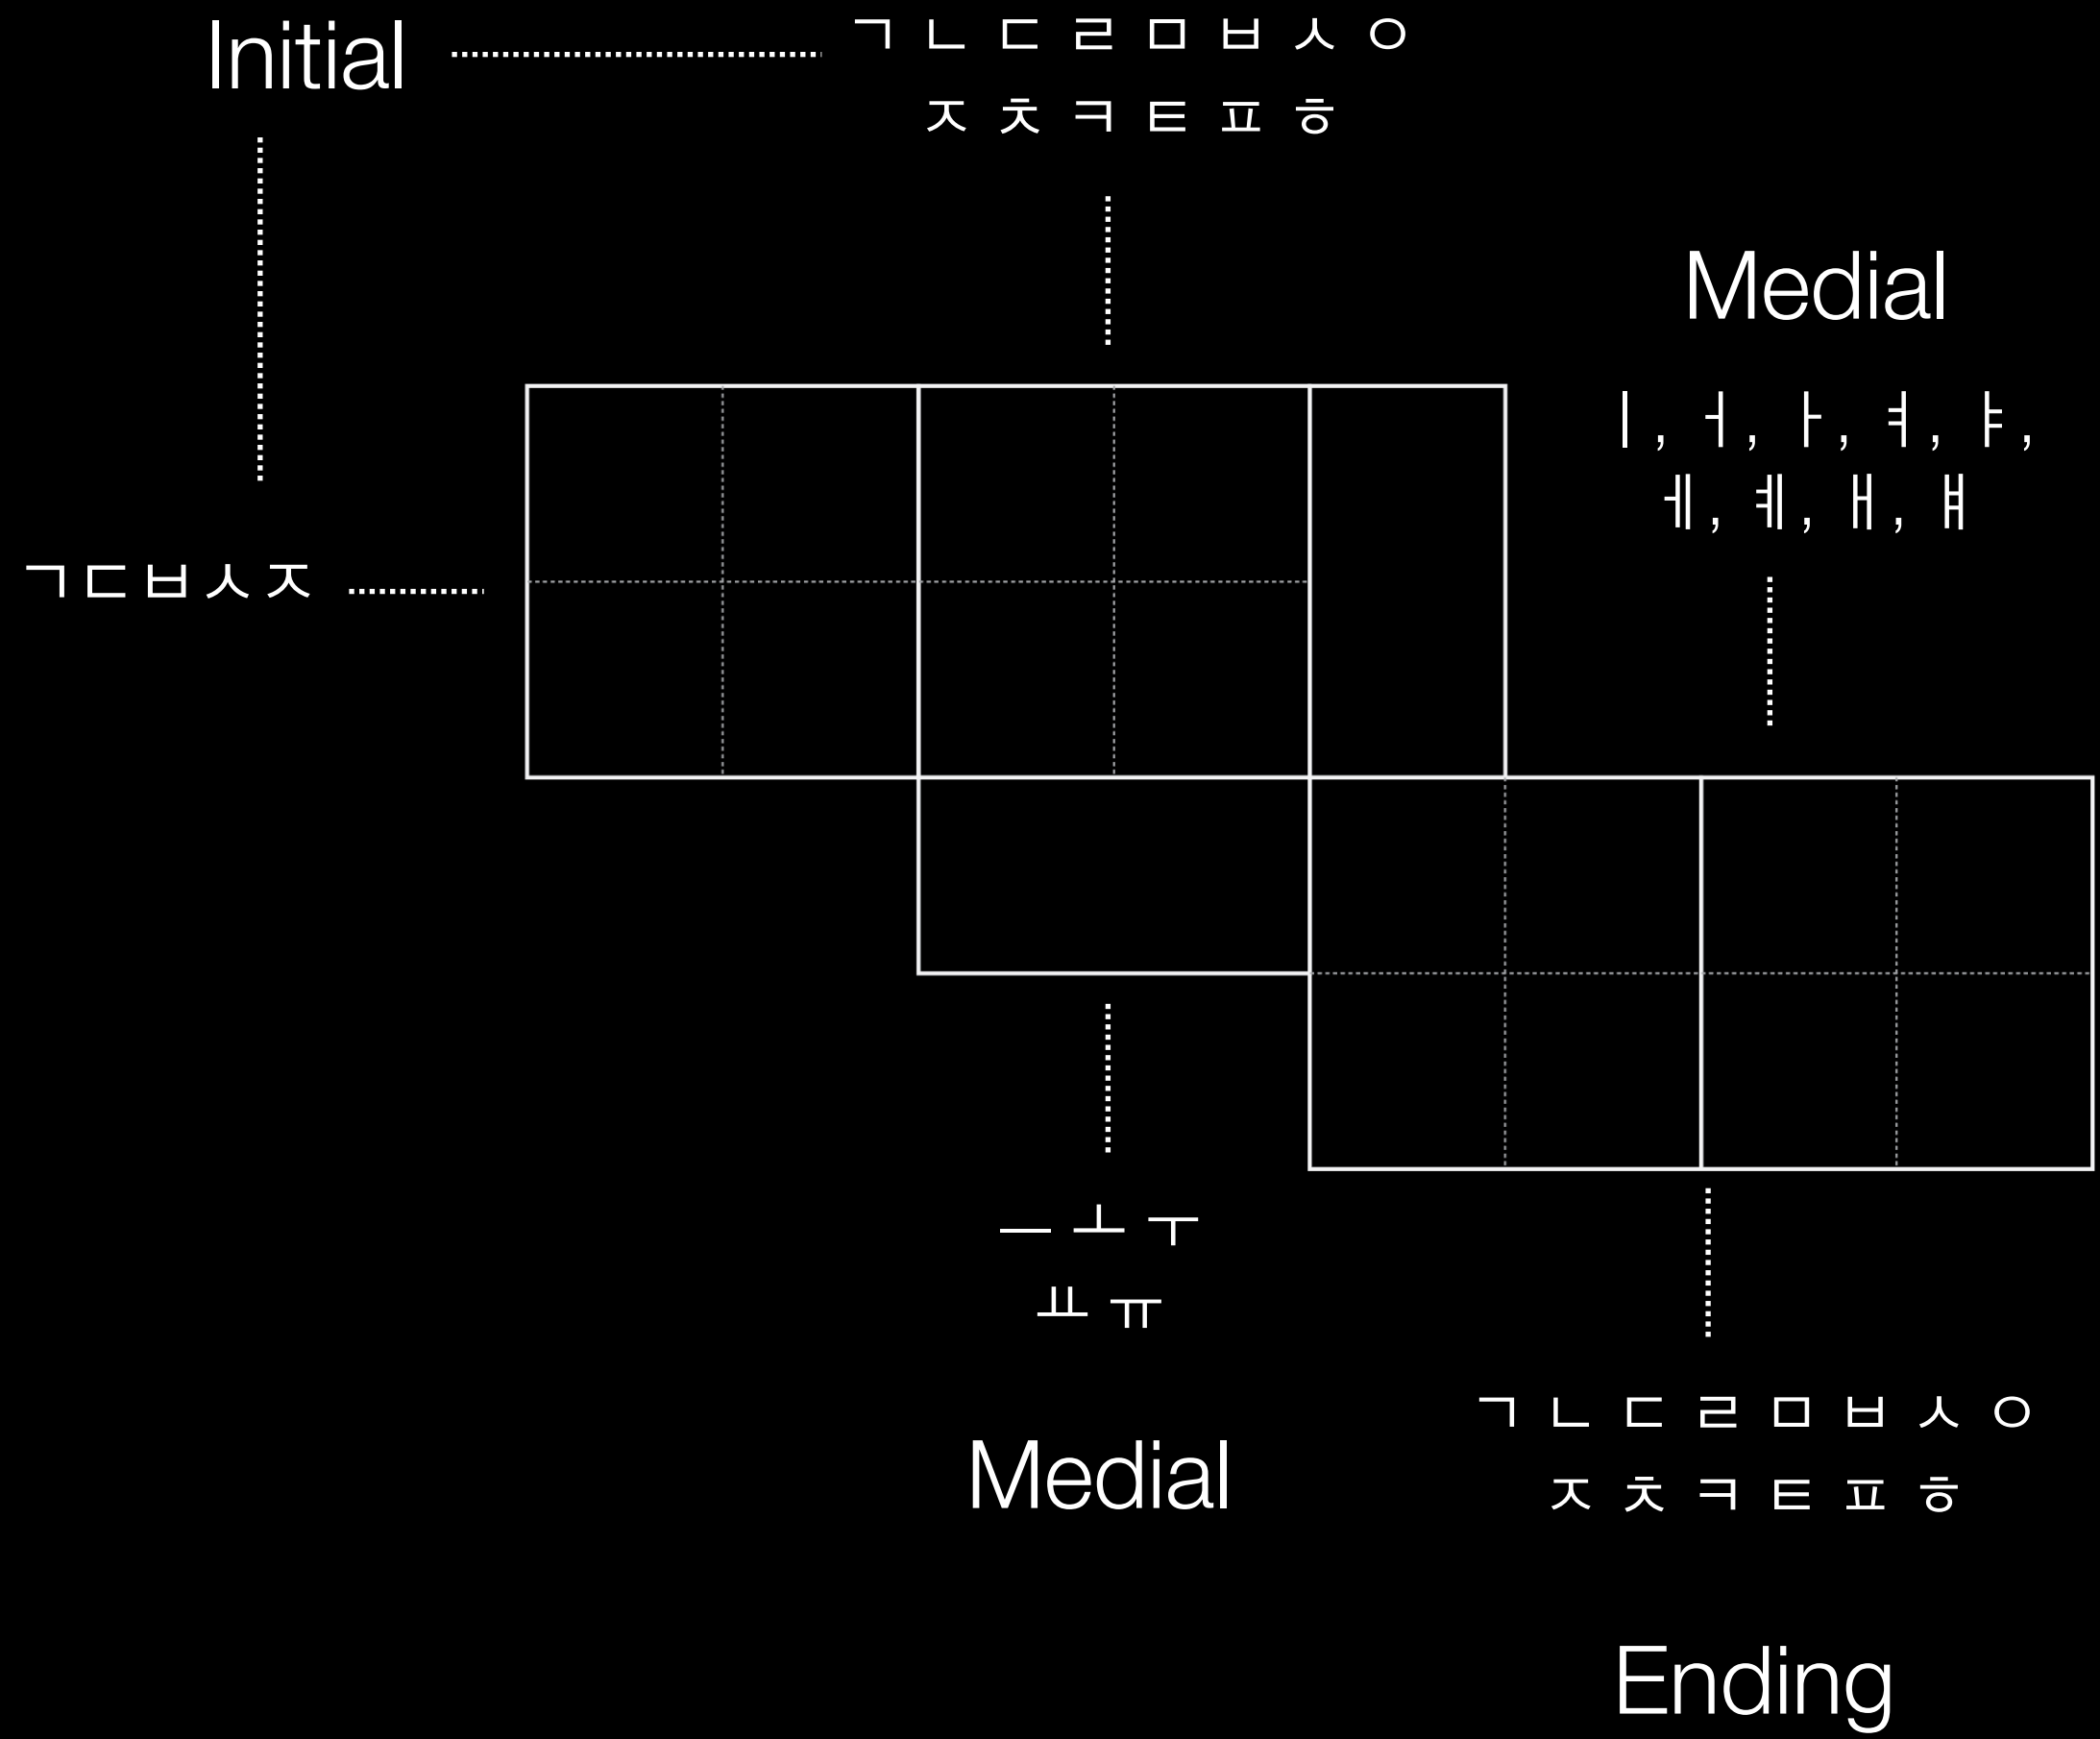 Initial
ㄱ ㄴ ㄷ ㄹ ㅁ ㅂ ㅅ ㅇ
ㅈ ㅊ ㅋ ㅌ ㅍ ㅎ
Medial
ㅣ, ㅓ, ㅏ, ㅕ, ㅑ,
ㅔ, ㅖ, ㅐ, ㅒ
ㄱ ㄷ ㅂ ㅅ ㅈ
ㅡ ㅗ ㅜ
ㅛ ㅠ
Medial
ㄱ ㄴ ㄷ ㄹ ㅁ ㅂ ㅅ ㅇ
ㅈ ㅊ ㅋ ㅌ ㅍ ㅎ
Ending